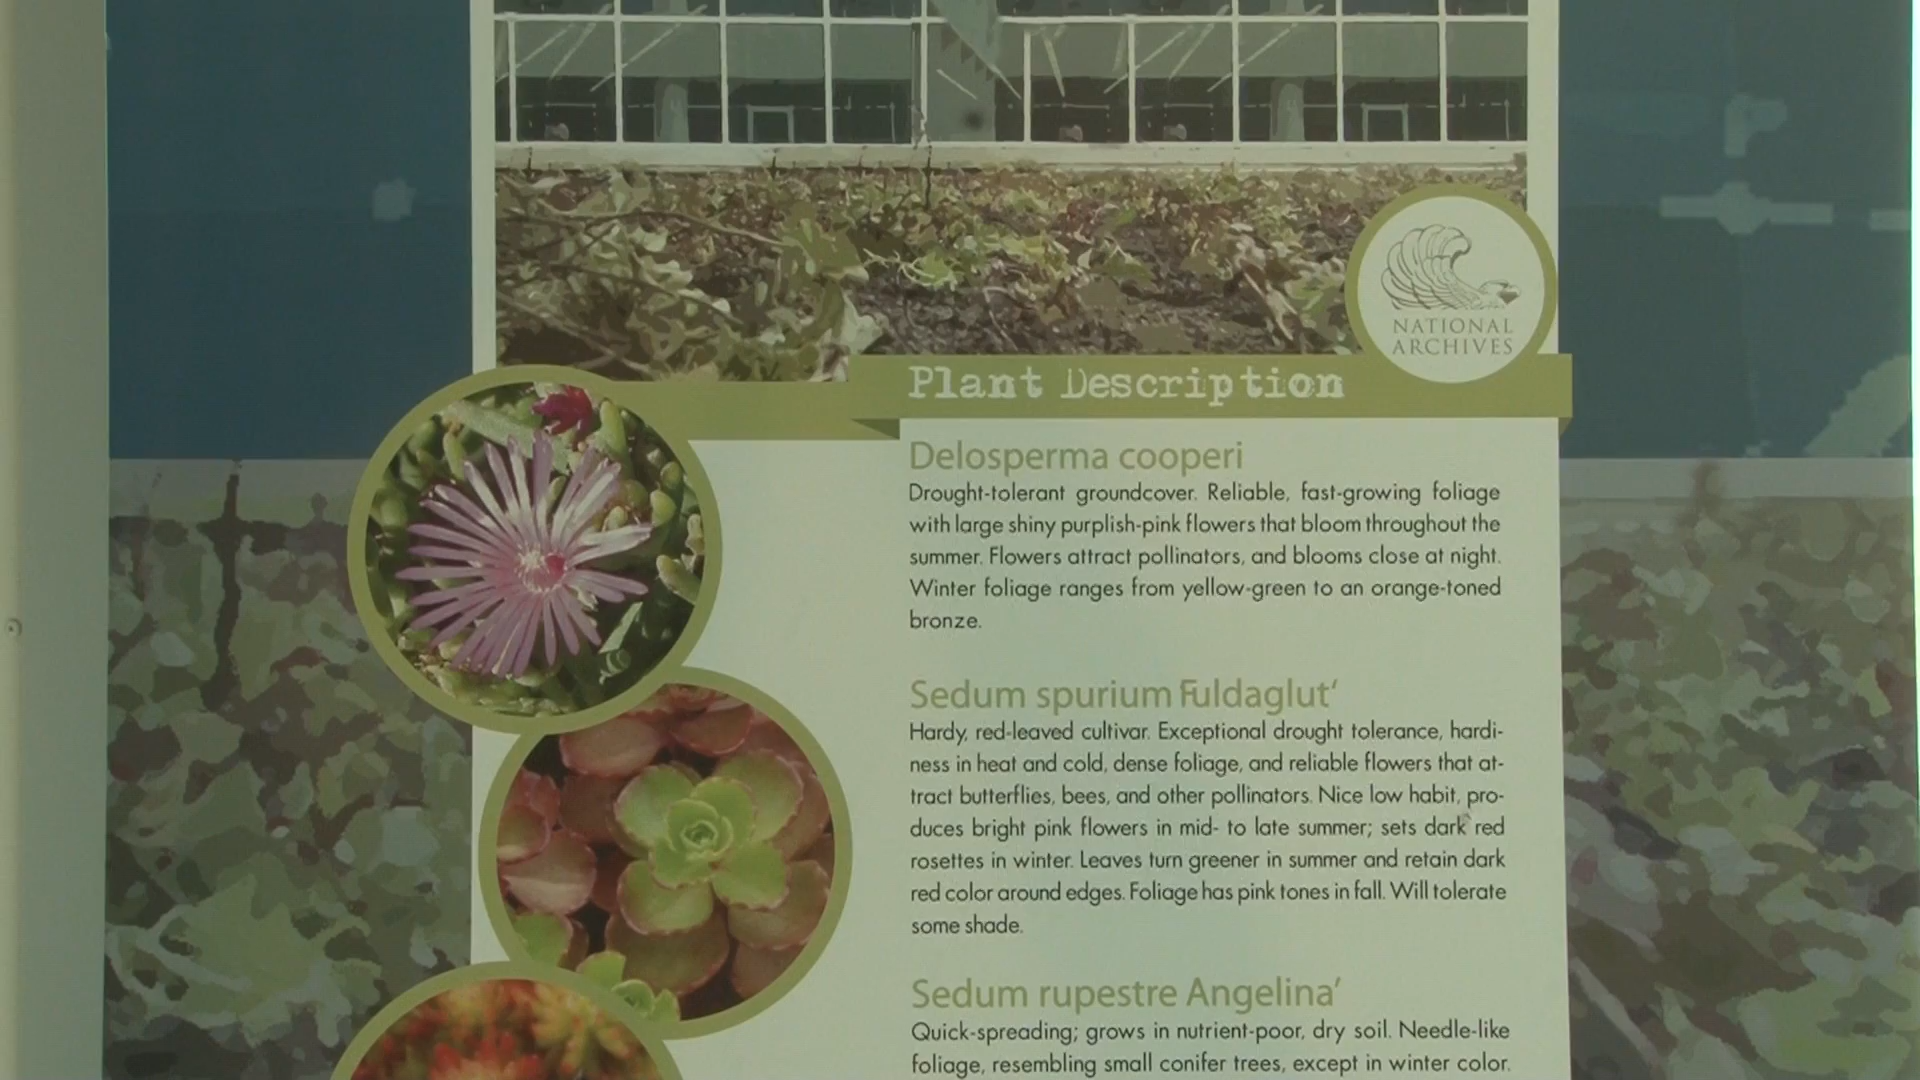 NATIONAL
ARCHIVES
Plant Description
Delosperma cooperi
Drought-tolerant groundcover. Reliable, fast-growing foliage
with large shiny purplish-pink flowers that bloom throughout the
summer. Flowers attract pollinators, and blooms close at night.
Winter foliage ranges from yellow-green to an orange-toned
bronze.
Sedum spurium Fuldaglut‘
Hardy, red-leaved cultivar. Exceptional drought tolerance, hardi-
ness in heat and cold, dense foliage, and reliable flowers that at-
tract butterflies, bees, and other pollinators. Nice low habit, pro-
duces bright pink flowers in mid- to late summer; sets dark red
rosettes in winter. Leaves turn greener in summer and retain dark
red color around edges. Foliage has pink tones in fall. Will tolerate
some shade.
Sedum rupestre Angelina’
Quick-spreading; grows in nutrient-poor, dry soil. Needle-like
foliage, resembling small conifer trees, except in winter color.